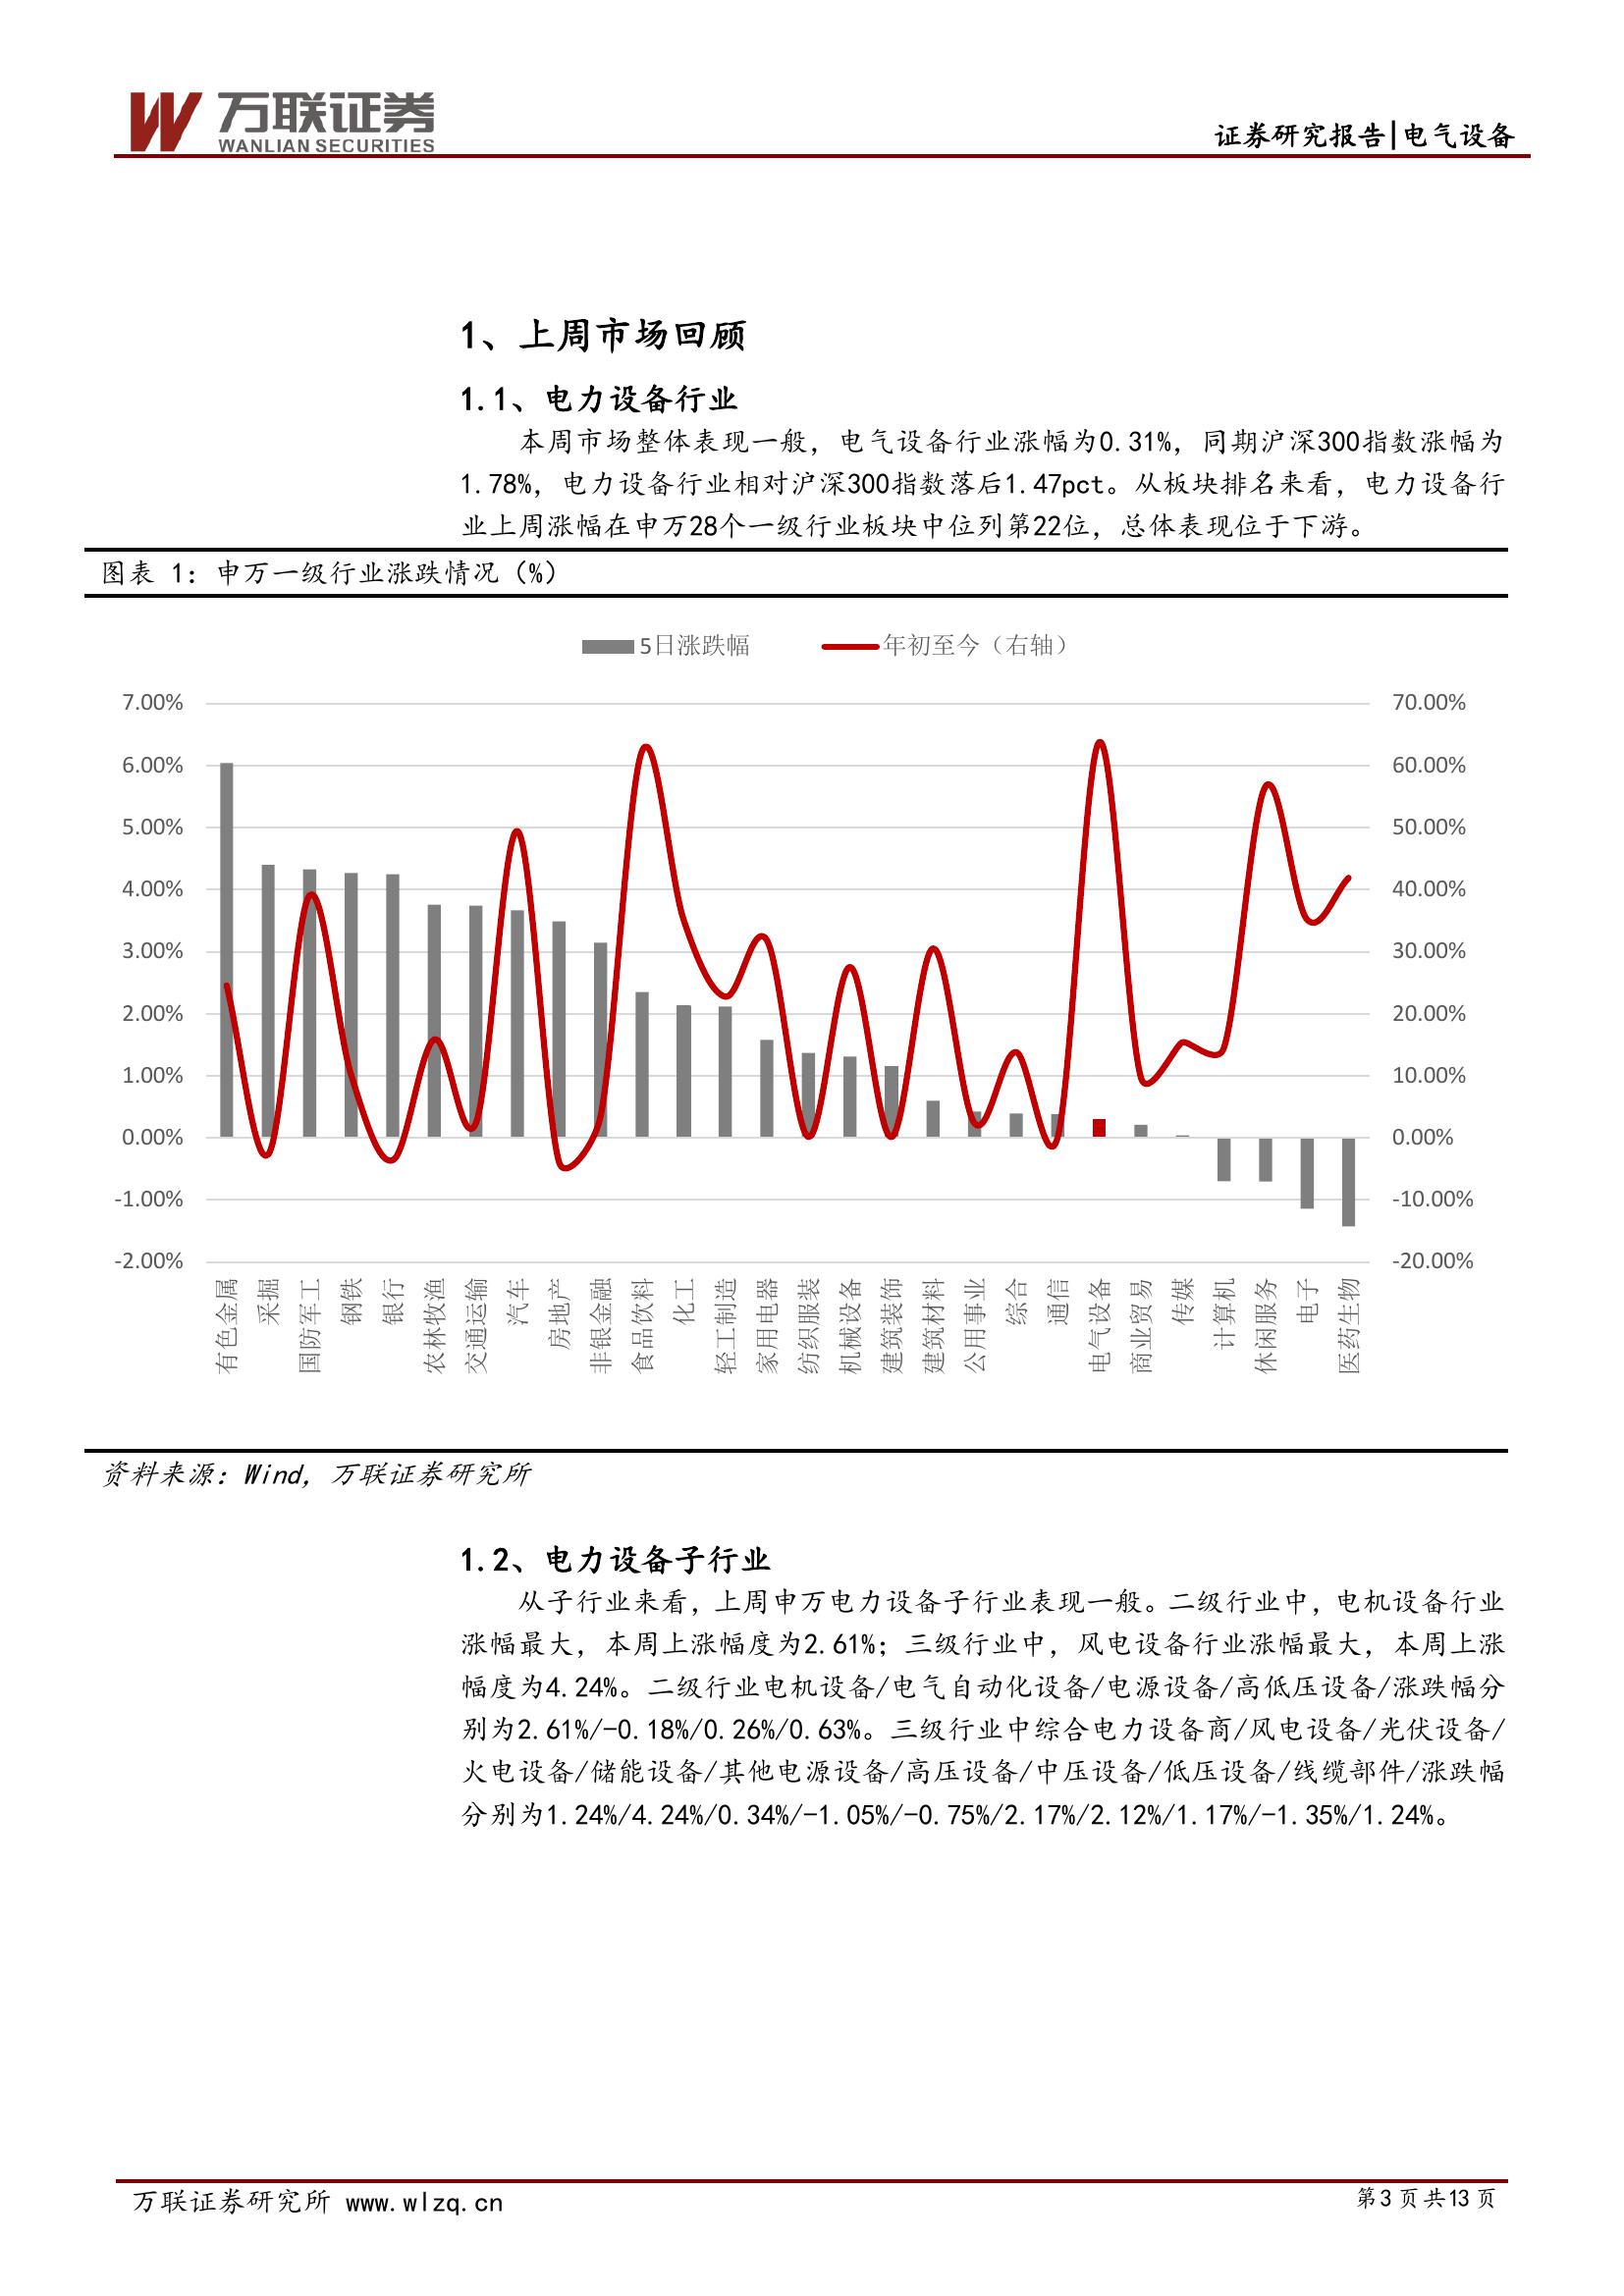 万联证券
WANLIAN SECURITIES
证券研究报告|电气设备
1、上周市场回顾
1.1、电力设备行业
本周市场整体表现一般，电气设备行业涨幅为0.31%，同期沪深300指数涨幅为
1.78%，电力设备行业相对沪深300指数落后1.47pct。从板块排名来看，电力设备行
业上周涨幅在申万28个一级行业板块中位列第22位，总体表现位于下游。
图表 1：申万一级行业涨跌情况（%）
5日涨跌幅 年初至今（右轴）
7.00% 70.00%
6.00% 60.00%
5.00% 50.00%
4.00% 40.00%
3.00% 30.00%
2.00% 20.00%
1.00% 10.00%
0.00% 0.00%
-1.00% -10.00%
-2.00% -20.00%
有色金属
采掘
国防军工
钢铁
银行
农林牧渔
交通运输
汽车
房地产
非银金融
食品饮料
化工
轻工制造
家用电器
纺织服装
机械设备
建筑装饰
建筑材料
公用事业
综合
通信
电气设备
商业贸易
传媒
计算机
休闲服务
电子
医药生物
资料来源：Wind，万联证券研究所
1.2、电力设备子行业
从子行业来看，上周申万电力设备子行业表现一般。二级行业中，电机设备行业
涨幅最大，本周上涨幅度为2.61%；三级行业中，风电设备行业涨幅最大，本周上涨
幅度为4.24%。二级行业电机设备/电气自动化设备/电源设备/高低压设备/涨跌幅分
别为2.61%/-0.18%/0.26%/0.63%。三级行业中综合电力设备商/风电设备/光伏设备/
火电设备/储能设备/其他电源设备/高压设备/中压设备/低压设备/线缆部件/涨跌幅
分别为1.24%/4.24%/0.34%/-1.05%/-0.75%/2.17%/2.12%/1.17%/-1.35%/1.24%。
万联证券研究所 www.wlzq.cn 第3页共13页